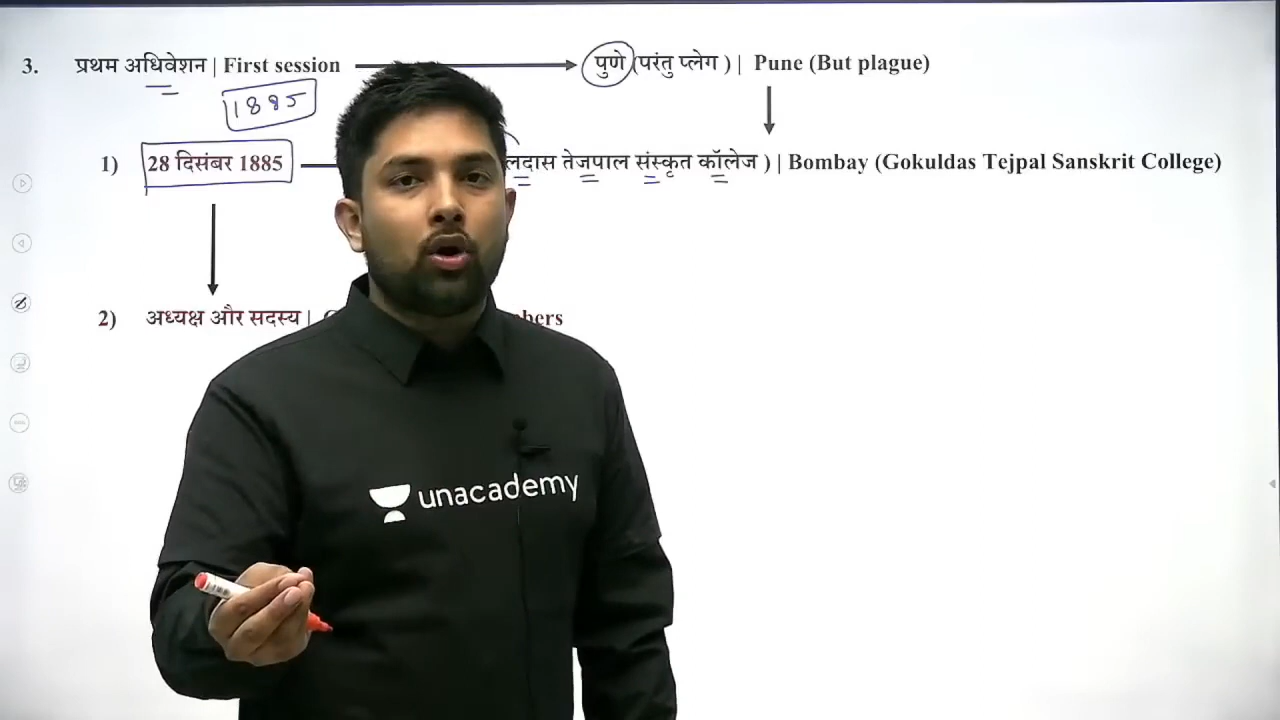 3. प्रथम अधिवेशन | First session पुणे (परंतु प्लेग ) | Pune (But plague)
1885
1) 28 दिसंबर 1885 तेजपाल संस्कृत कॉलेज ) | Bombay (Gokuldas Tejpal Sanskrit College)
2) अध्यक्ष और सदस्य |
unacademy